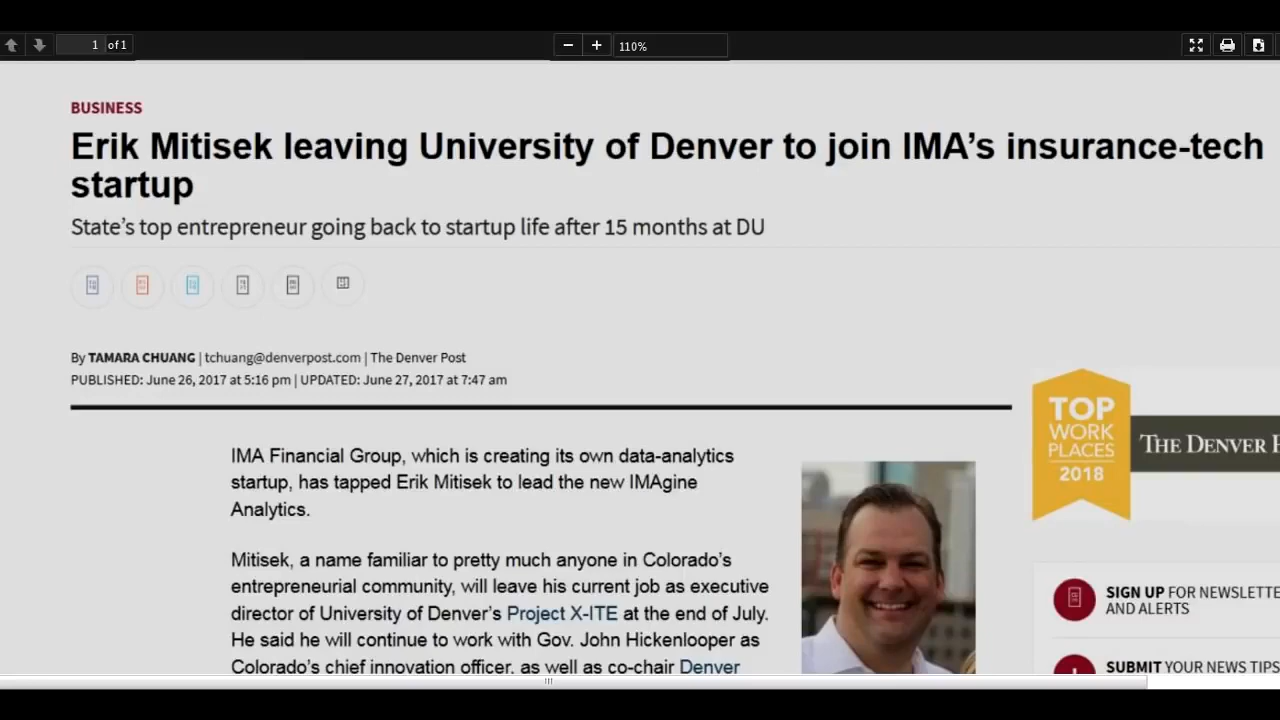 1 of 1
110%
BUSINESS
Erik Mitisek leaving University of Denver to join IMA's insurance-tech
startup
State's top entrepreneur going back to startup life after 15 months at DU
By TAMARA CHUANG | tchuang@denverpost.com | The Denver Post
PUBLISHED: June 26, 2017 at 5:16 pm | UPDATED: June 27, 2017 at 7:47 am
IMA Financial Group, which is creating its own data-analytics
startup, has tapped Erik Mitisek to lead the new IMAgine
Analytics.
Mitisek, a name familiar to pretty much anyone in Colorado's
entrepreneurial community, will leave his current job as executive
director of University of Denver's Project X-ITE at the end of July.
He said he will continue to work with Gov. John Hickenlooper as
Colorado's chief innovation officer, as well as co-chair Denver
TOP
WORK
PLACES
2018
THE DENVER
SIGN UP FOR NEWSLETTE
AND ALERTS
SUBMIT YOUR NEWS TIPS